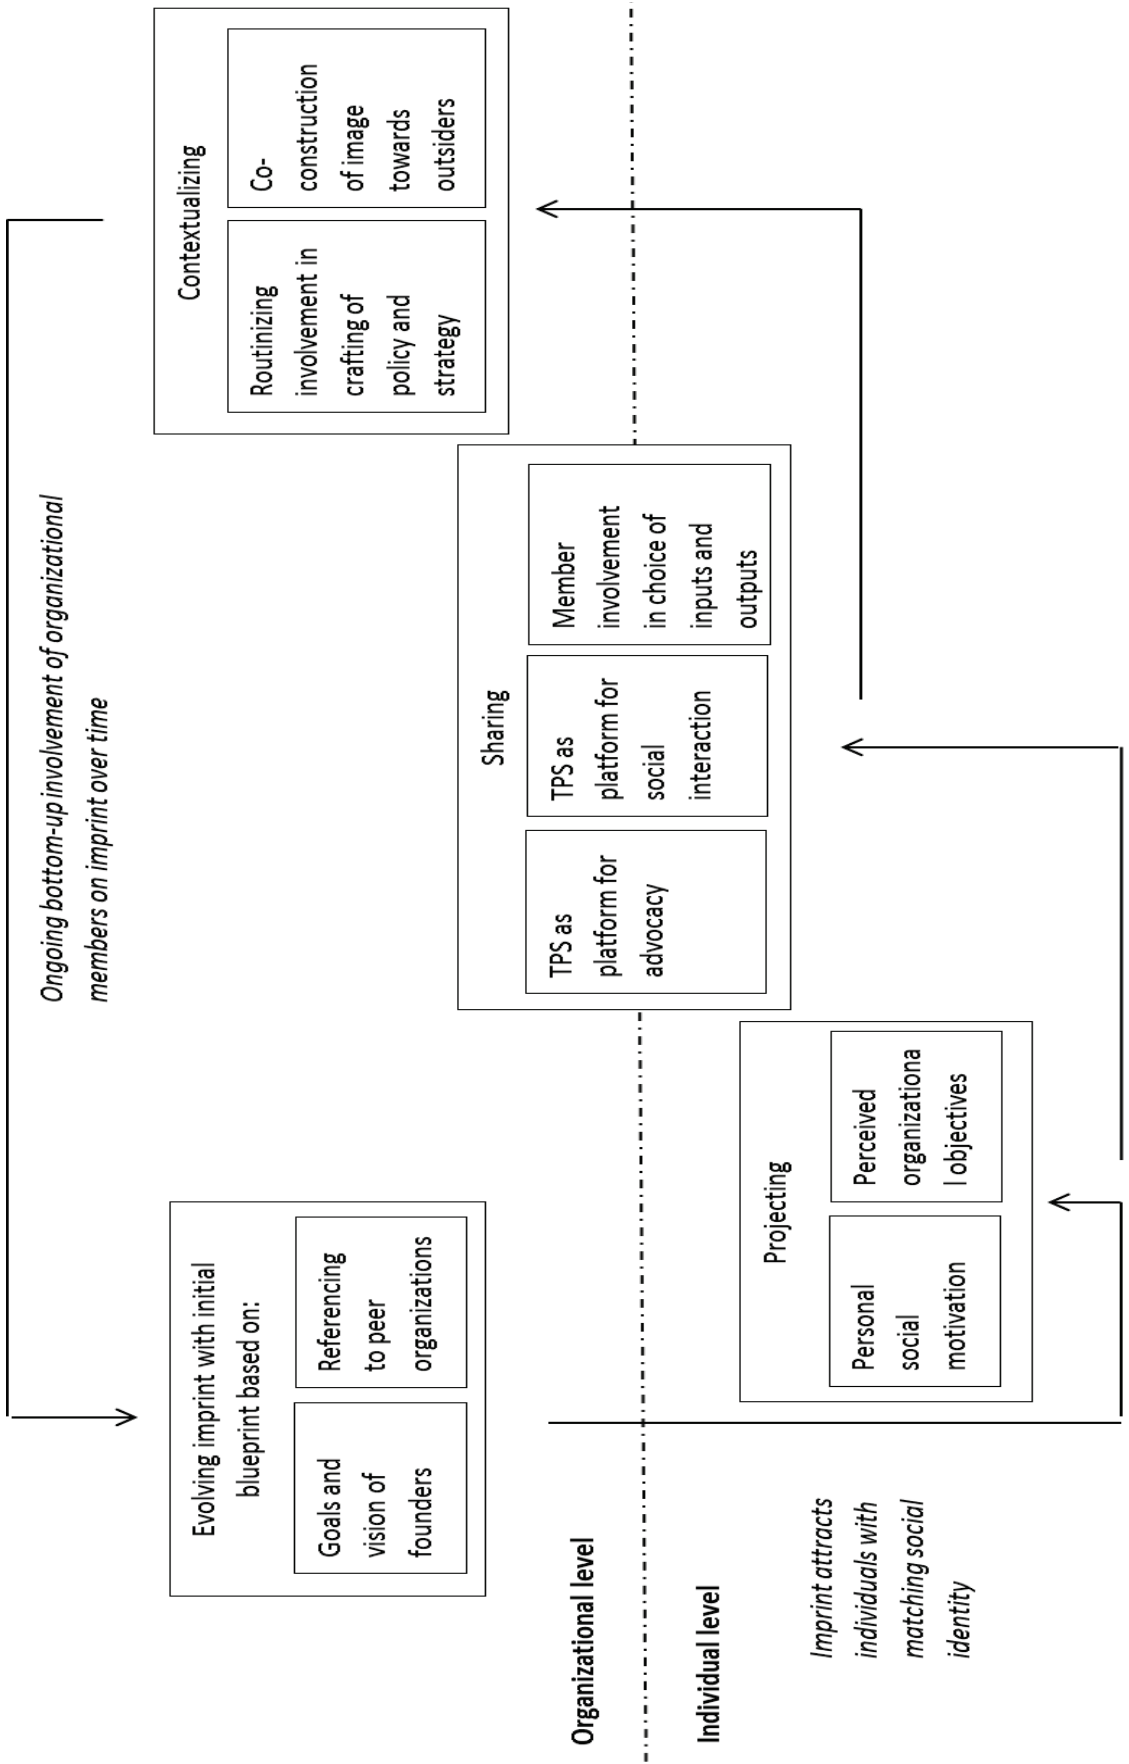 Ongoing bottom-up involvement of organizational
members on imprint over time
Evolving imprint with initial
blueprint based on:
Goals and
vision of
founders
Referencing
to peer
organizations
Contextualizing
Routinizing
involvement in
crafting of
policy and
strategy
Co-
construction
of image
towards
outsiders
Sharing
TPS as
platform for
advocacy
TPS as
platform for
social
interaction
Member
involvement
in choice of
inputs and
outputs
Organizational level
Individual level
Projecting
Personal
social
motivation
Perceived
organizationa
l objectives
Imprint attracts
individuals with
matching social
identity